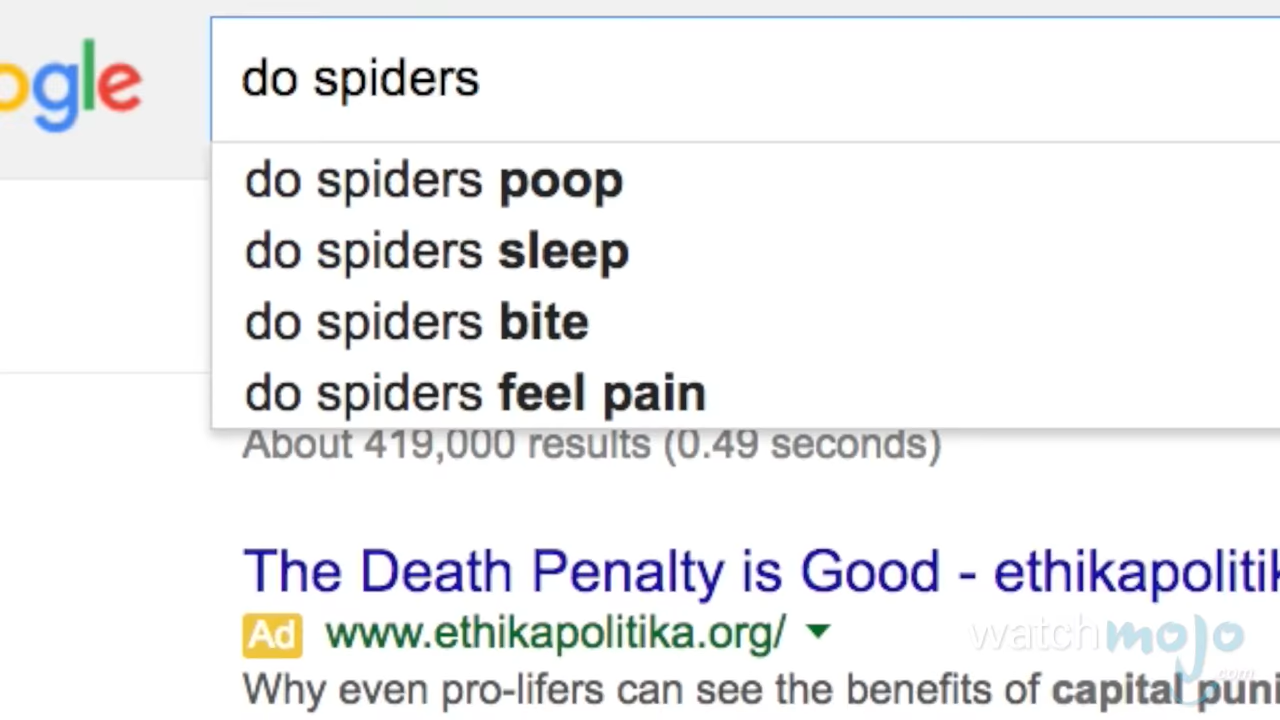 ogle
do spiders
do spiders poop
do spiders sleep
do spiders bite
do spiders feel pain
About 419,000 results (0.49 seconds)
The Death Penalty is Good - ethikapolitik
Ad www.ethikapolitika.org/
Why even pro-lifers can see the benefits of capital puni
watchmojo
.com